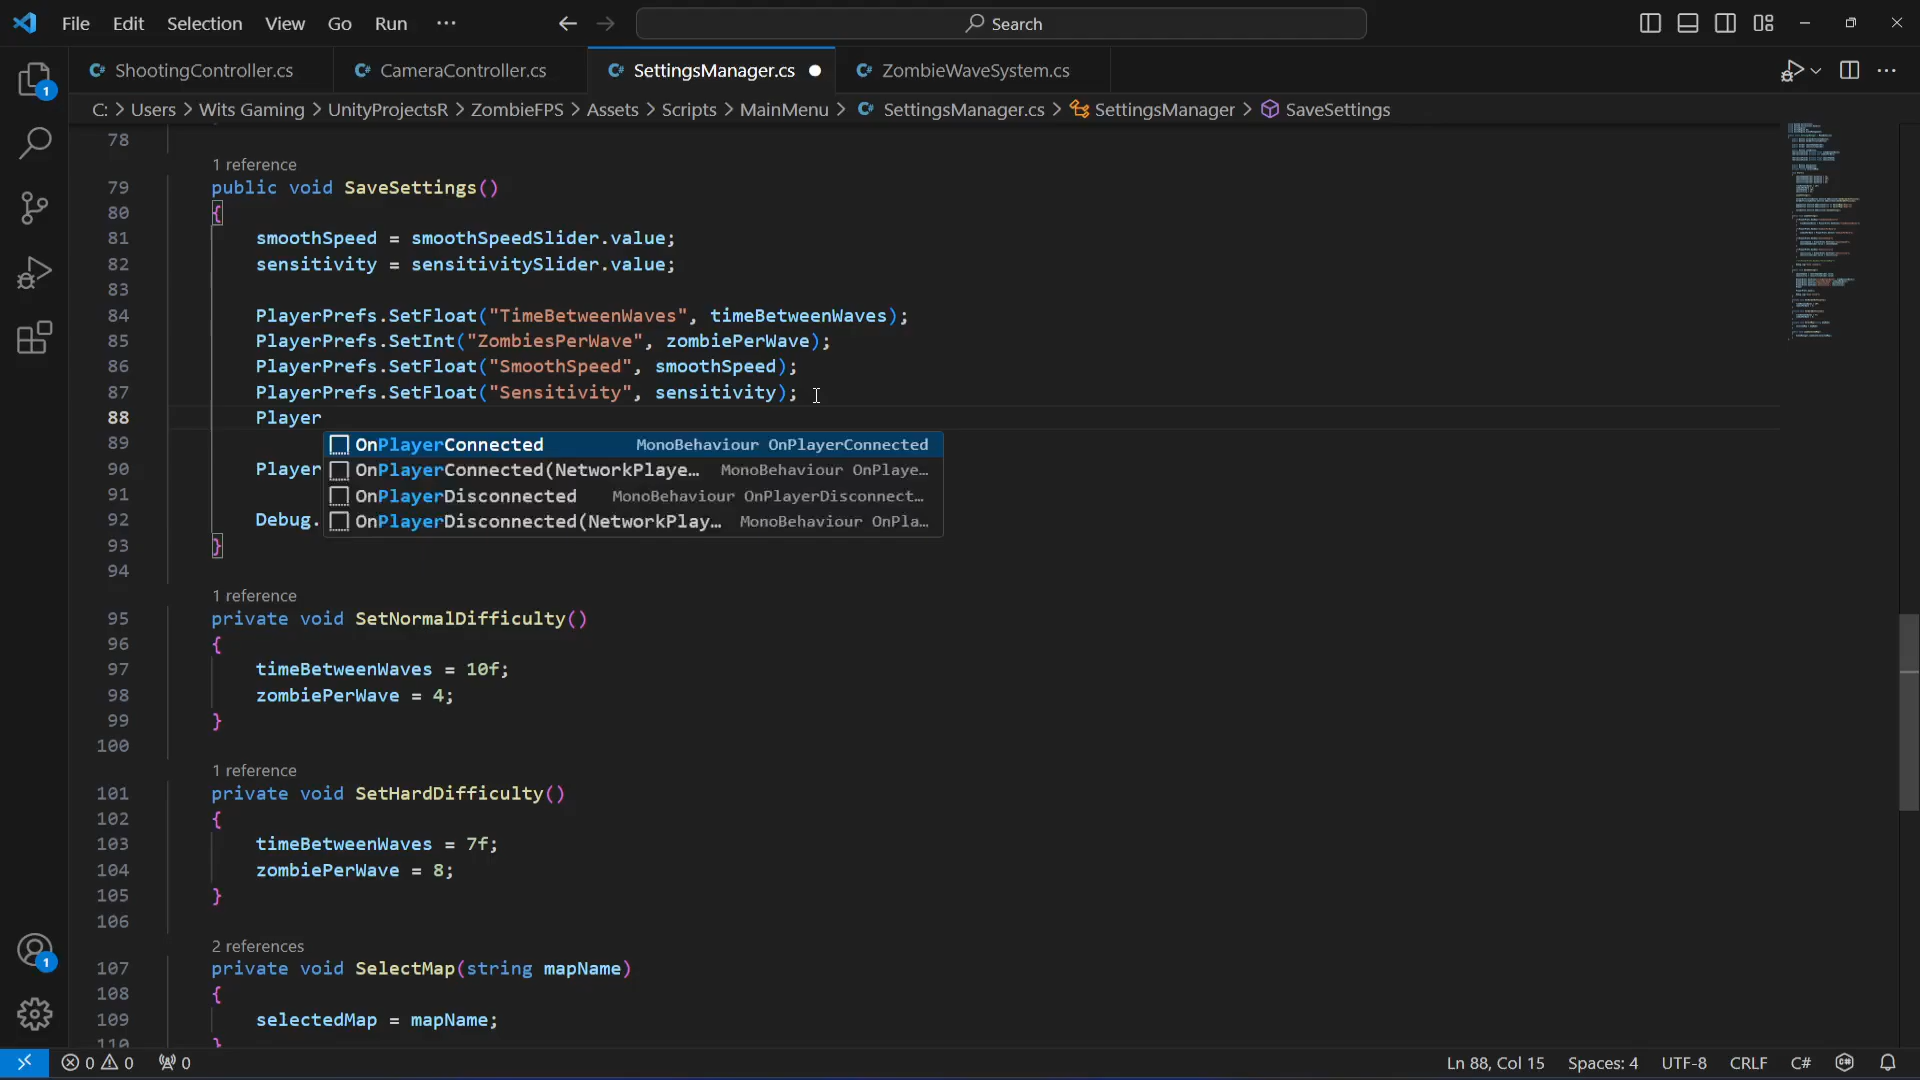 File Edit Selection View Go Run ··· Search
ShootingController.cs CameraController.cs SettingsManager.cs ZombieWaveSystem.cs
C: > Users > Wits Gaming > UnityProjectsR > ZombieFPS > Assets > Scripts > MainMenu > SettingsManager.cs > SettingsManager > SaveSettings
1
78
1 reference
79 public void SaveSettings()
80 {
81 smoothSpeed = smoothSpeedSlider.value;
82 sensitivity = sensitivitySlider.value;
83
84 PlayerPrefs.SetFloat("TimeBetweenWaves", timeBetweenWaves);
85 PlayerPrefs.SetInt("ZombiesPerWave", zombiePerWave);
86 PlayerPrefs.SetFloat("SmoothSpeed", smoothSpeed);
87 PlayerPrefs.SetFloat("Sensitivity", sensitivity);
88 Player
89 OnPlayerConnected MonoBehaviour OnPlayerConnected
90 Player OnPlayerConnected(NetworkPlaye… MonoBehaviour OnPlaye…
91 OnPlayerDisconnected MonoBehaviour OnPlayerDisconnect…
92 Debug. OnPlayerDisconnected(NetworkPlay… MonoBehaviour OnPla…
93 }
94
1 reference
95 private void SetNormalDifficulty()
96 {
97 timeBetweenWaves = 10f;
98 zombiePerWave = 4;
99 }
100
1 reference
101 private void SetHardDifficulty()
102 {
103 timeBetweenWaves = 7f;
104 zombiePerWave = 8;
105 }
106
2 references
107 private void SelectMap(string mapName)
108 {
109 selectedMap = mapName;
110 }
1
0 0 0 Ln 88, Col 15 Spaces: 4 UTF-8 CRLF C#